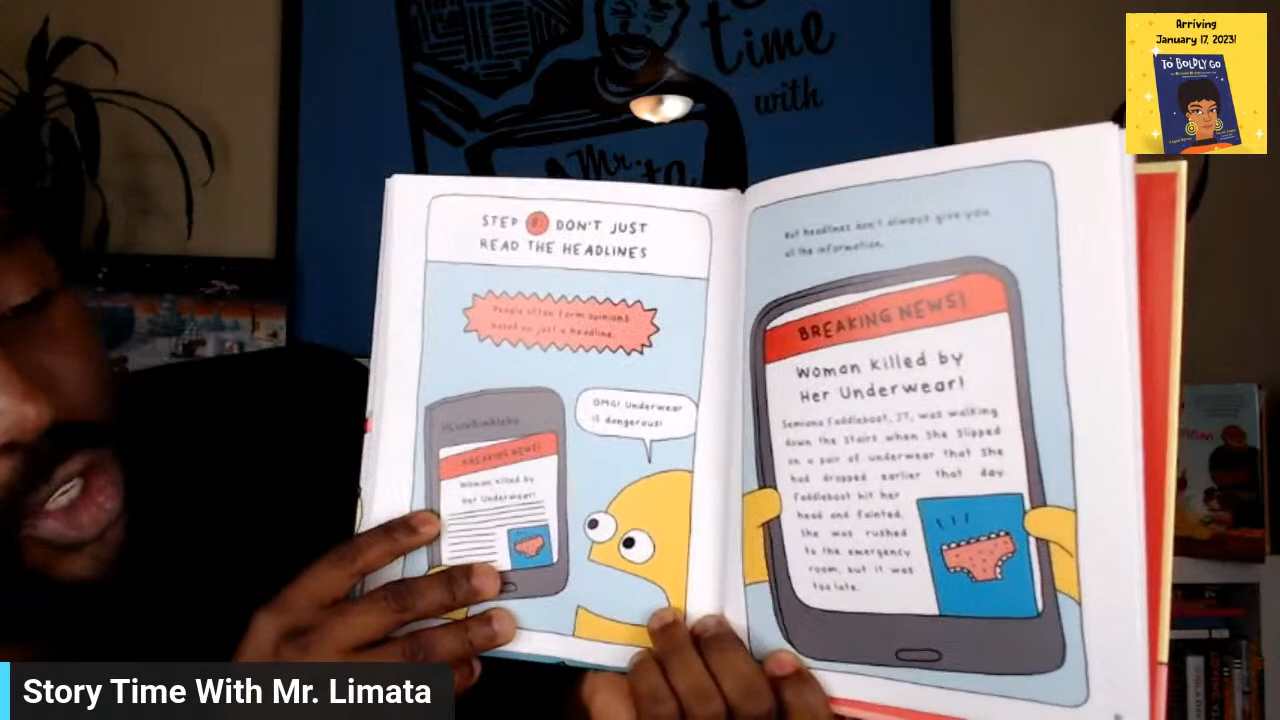 Arriving
January 17, 2023!
TO BOLDLY GO
time
with
Mr.
STEP #1 DON'T JUST
READ THE HEADLINES
People often form opinions
based on just a headline.
OMG! Underwear
is dangerous!
BREAKING NEWS!
Woman Killed by
Her Underwear!
But headlines don't always give you
all the information.
BREAKING NEWS!
Woman Killed by
Her Underwear!
was walking
down the stairs when she slipped
on a pair of underwear that she
had dropped earlier that day
hit her
head and fainted.
She was rushed
to the emergency
room, but it was
too late.
Story Time With Mr. Limata